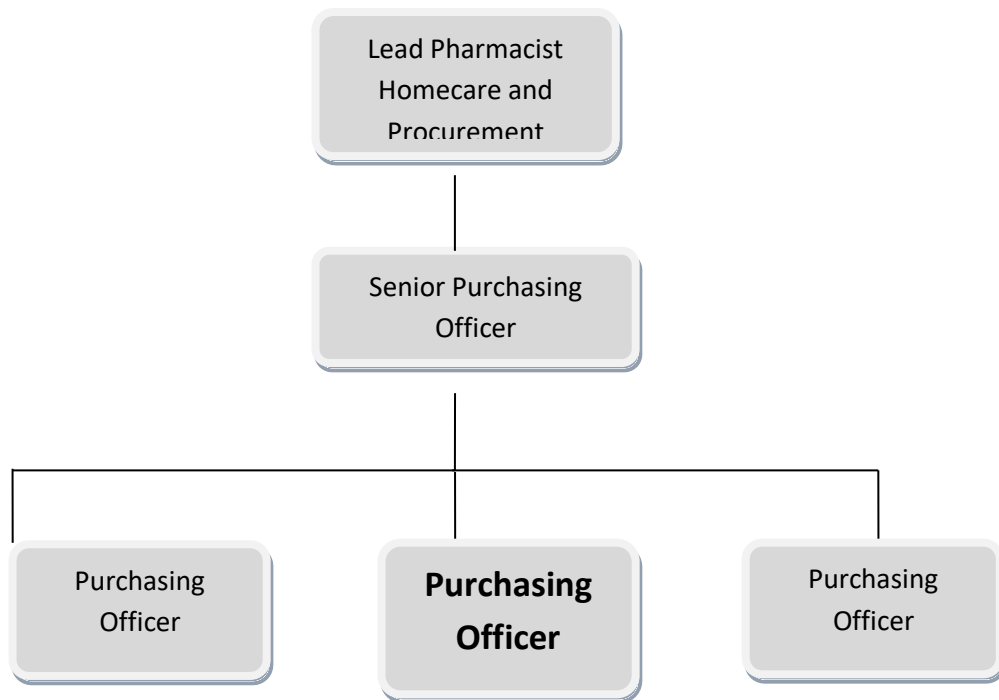 Lead Pharmacist
Homecare and
Procurement
Senior Purchasing
Officer
Purchasing
Officer
Purchasing
Officer
Purchasing
Officer